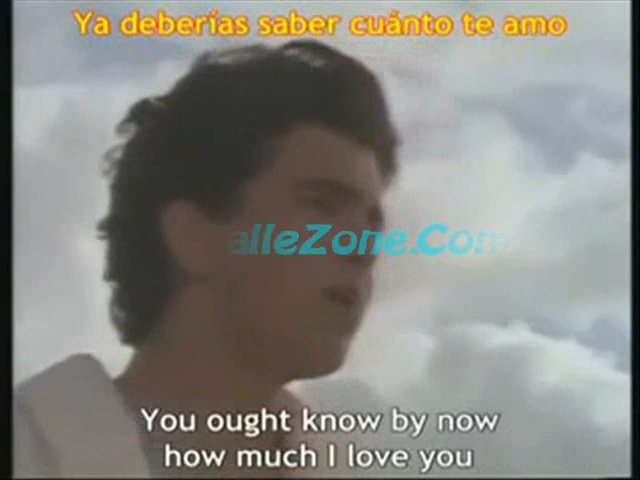 Ya deberías saber cuánto te amo
alleZone.Com
You ought know by now
how much I love you